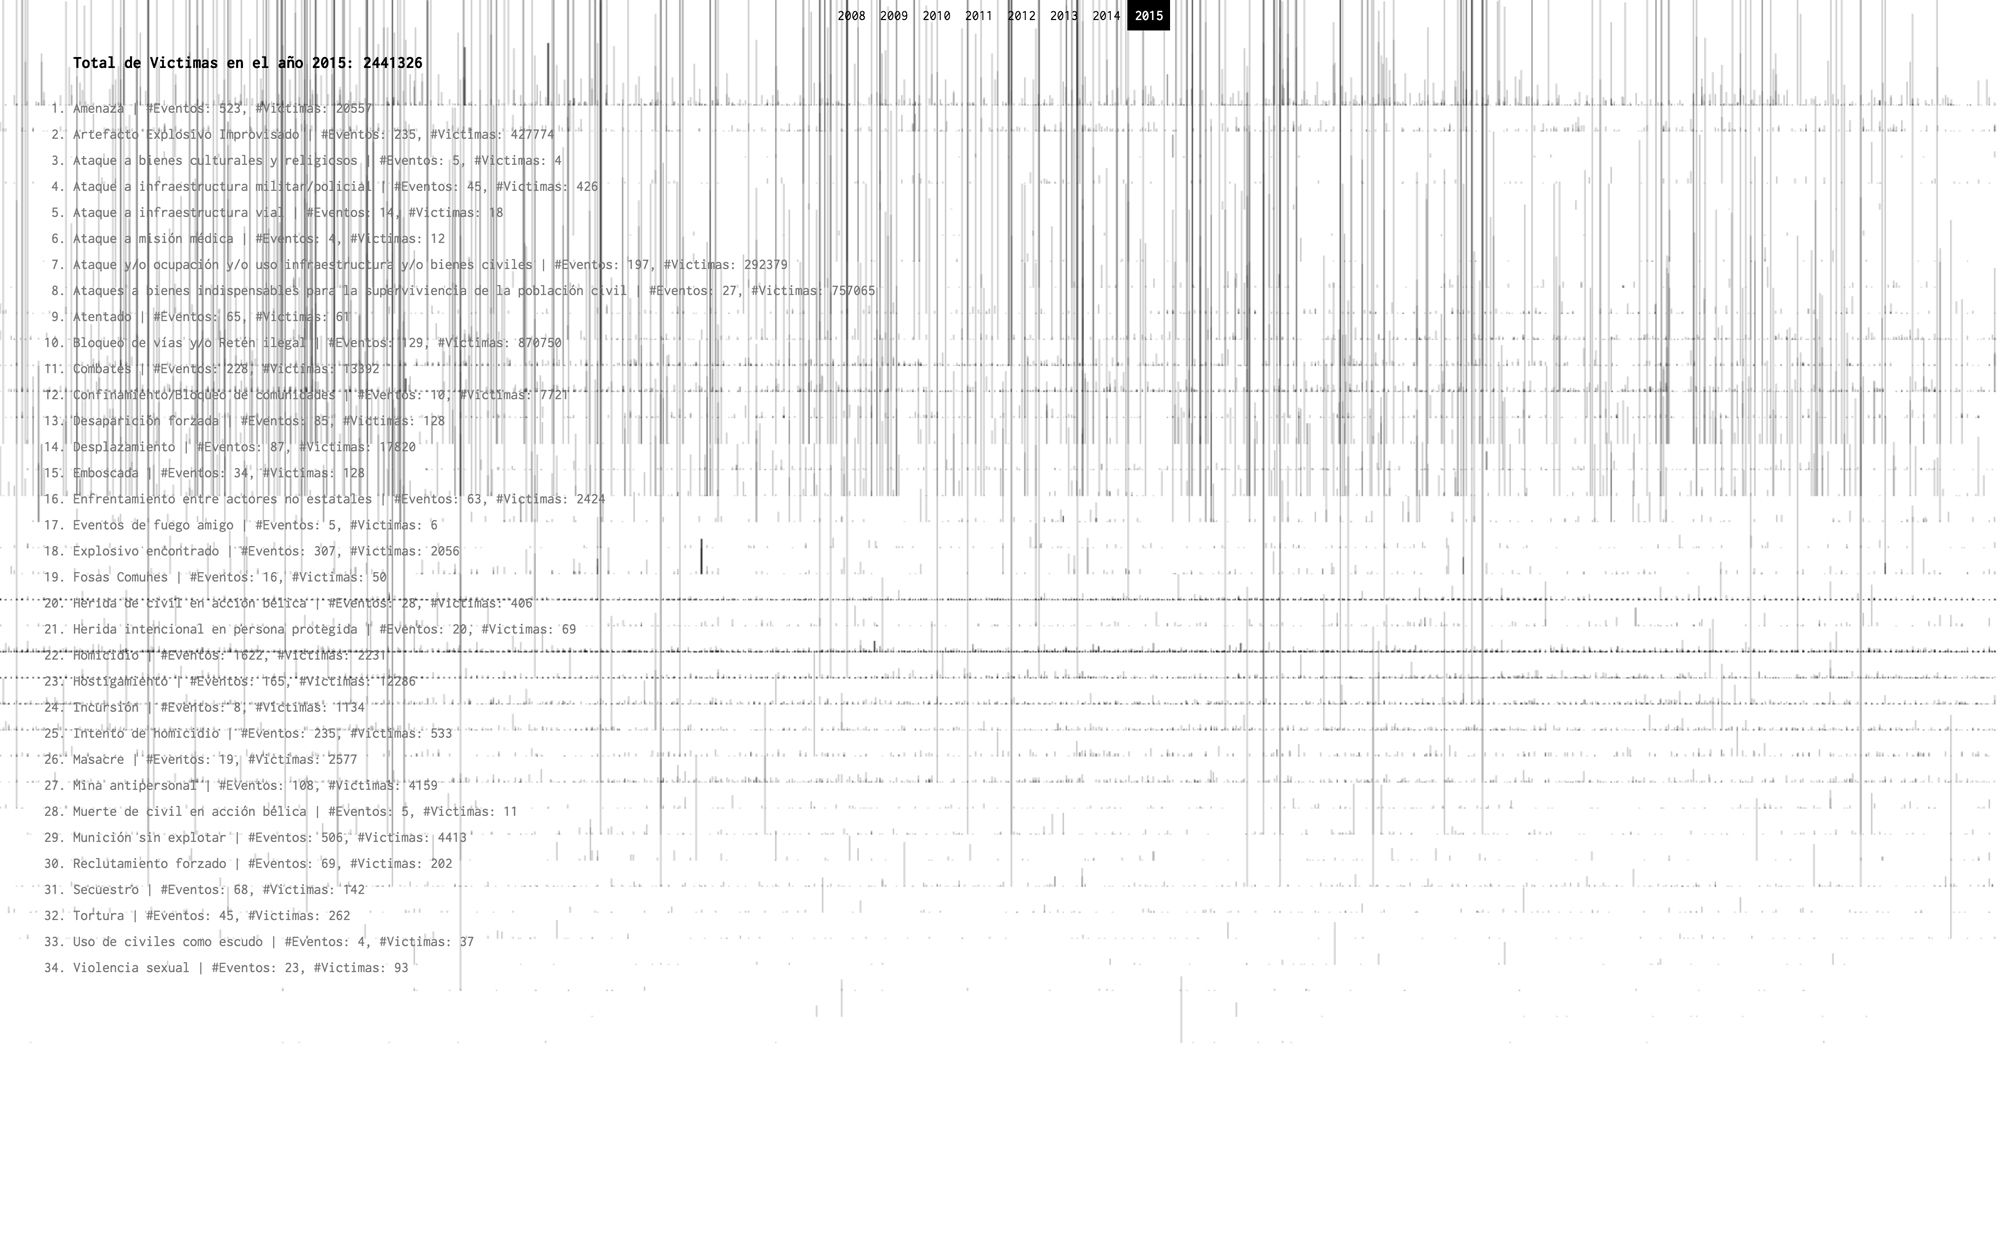 2008 2009 2010 2011 2012 2013 2014 2015
Total de Victimas en el año 2015: 2441326
1. Amenaza | #Eventos: 523, #Victimas: 20557
2. Artefacto Explosivo Improvisado | #Eventos: 235, #Victimas: 427774
3. Ataque a bienes culturales y religiosos | #Eventos: 5, #Victimas: 4
4. Ataque a infraestructura militar/policial | #Eventos: 45, #Victimas: 426
5. Ataque a infraestructura vial | #Eventos: 14, #Victimas: 18
6. Ataque a misión médica | #Eventos: 4, #Victimas: 12
7. Ataque y/o ocupación y/o uso infraestructura y/o bienes civiles | #Eventos: 197, #Victimas: 292379
8. Ataques a bienes indispensables para la superviviencia de la población civil | #Eventos: 27, #Victimas: 757065
9. Atentado | #Eventos: 65, #Victimas: 61
10. Bloqueo de vías y/o Retén ilegal | #Eventos: 129, #Victimas: 870750
11. Combates | #Eventos: 228, #Victimas: 13392
12. Confinamiento/Bloqueo de comunidades | #Eventos: 10, #Victimas: 7721
13. Desaparición forzada | #Eventos: 85, #Victimas: 128
14. Desplazamiento | #Eventos: 87, #Victimas: 17820
15. Emboscada | #Eventos: 34, #Victimas: 128
16. Enfrentamiento entre actores no estatales | #Eventos: 63, #Victimas: 2424
17. Eventos de fuego amigo | #Eventos: 5, #Victimas: 6
18. Explosivo encontrado | #Eventos: 307, #Victimas: 2056
19. Fosas Comunes | #Eventos: 16, #Victimas: 50
20. Herida de civil en acción bélica | #Eventos: 28, #Victimas: 406
21. Herida intencional en persona protegida | #Eventos: 20, #Victimas: 69
22. Homicidio | #Eventos: 1622, #Victimas: 2231
23. Hostigamiento | #Eventos: 165, #Victimas: 12286
24. Incursión | #Eventos: 8, #Victimas: 1134
25. Intento de homicidio | #Eventos: 235, #Victimas: 533
26. Masacre | #Eventos: 19, #Victimas: 2577
27. Mina antipersonal | #Eventos: 108, #Victimas: 4159
28. Muerte de civil en acción bélica | #Eventos: 5, #Victimas: 11
29. Munición sin explotar | #Eventos: 506, #Victimas: 4413
30. Reclutamiento forzado | #Eventos: 69, #Victimas: 202
31. Secuestro | #Eventos: 68, #Victimas: 142
32. Tortura | #Eventos: 45, #Victimas: 262
33. Uso de civiles como escudo | #Eventos: 4, #Victimas: 37
34. Violencia sexual | #Eventos: 23, #Victimas: 93